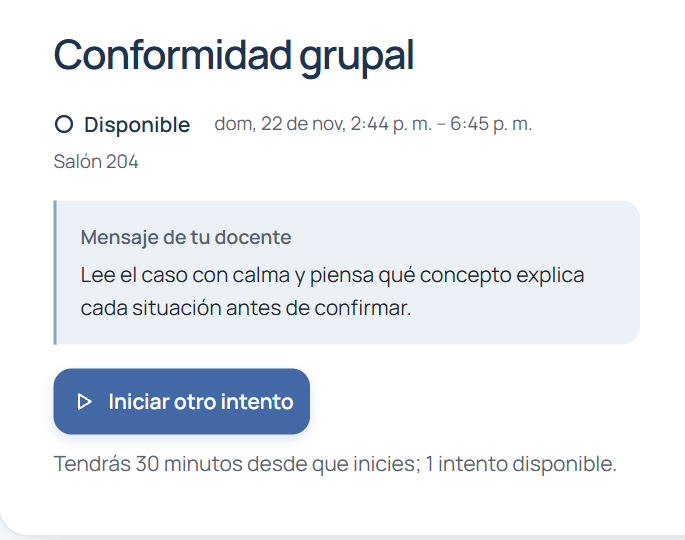 Conformidad grupal
Disponible dom, 22 de nov, 2:44 p. m. – 6:45 p. m.
Salón 204
Mensaje de tu docente
Lee el caso con calma y piensa qué concepto explica
cada situación antes de confirmar.
Iniciar otro intento
Tendrás 30 minutos desde que inicies; 1 intento disponible.